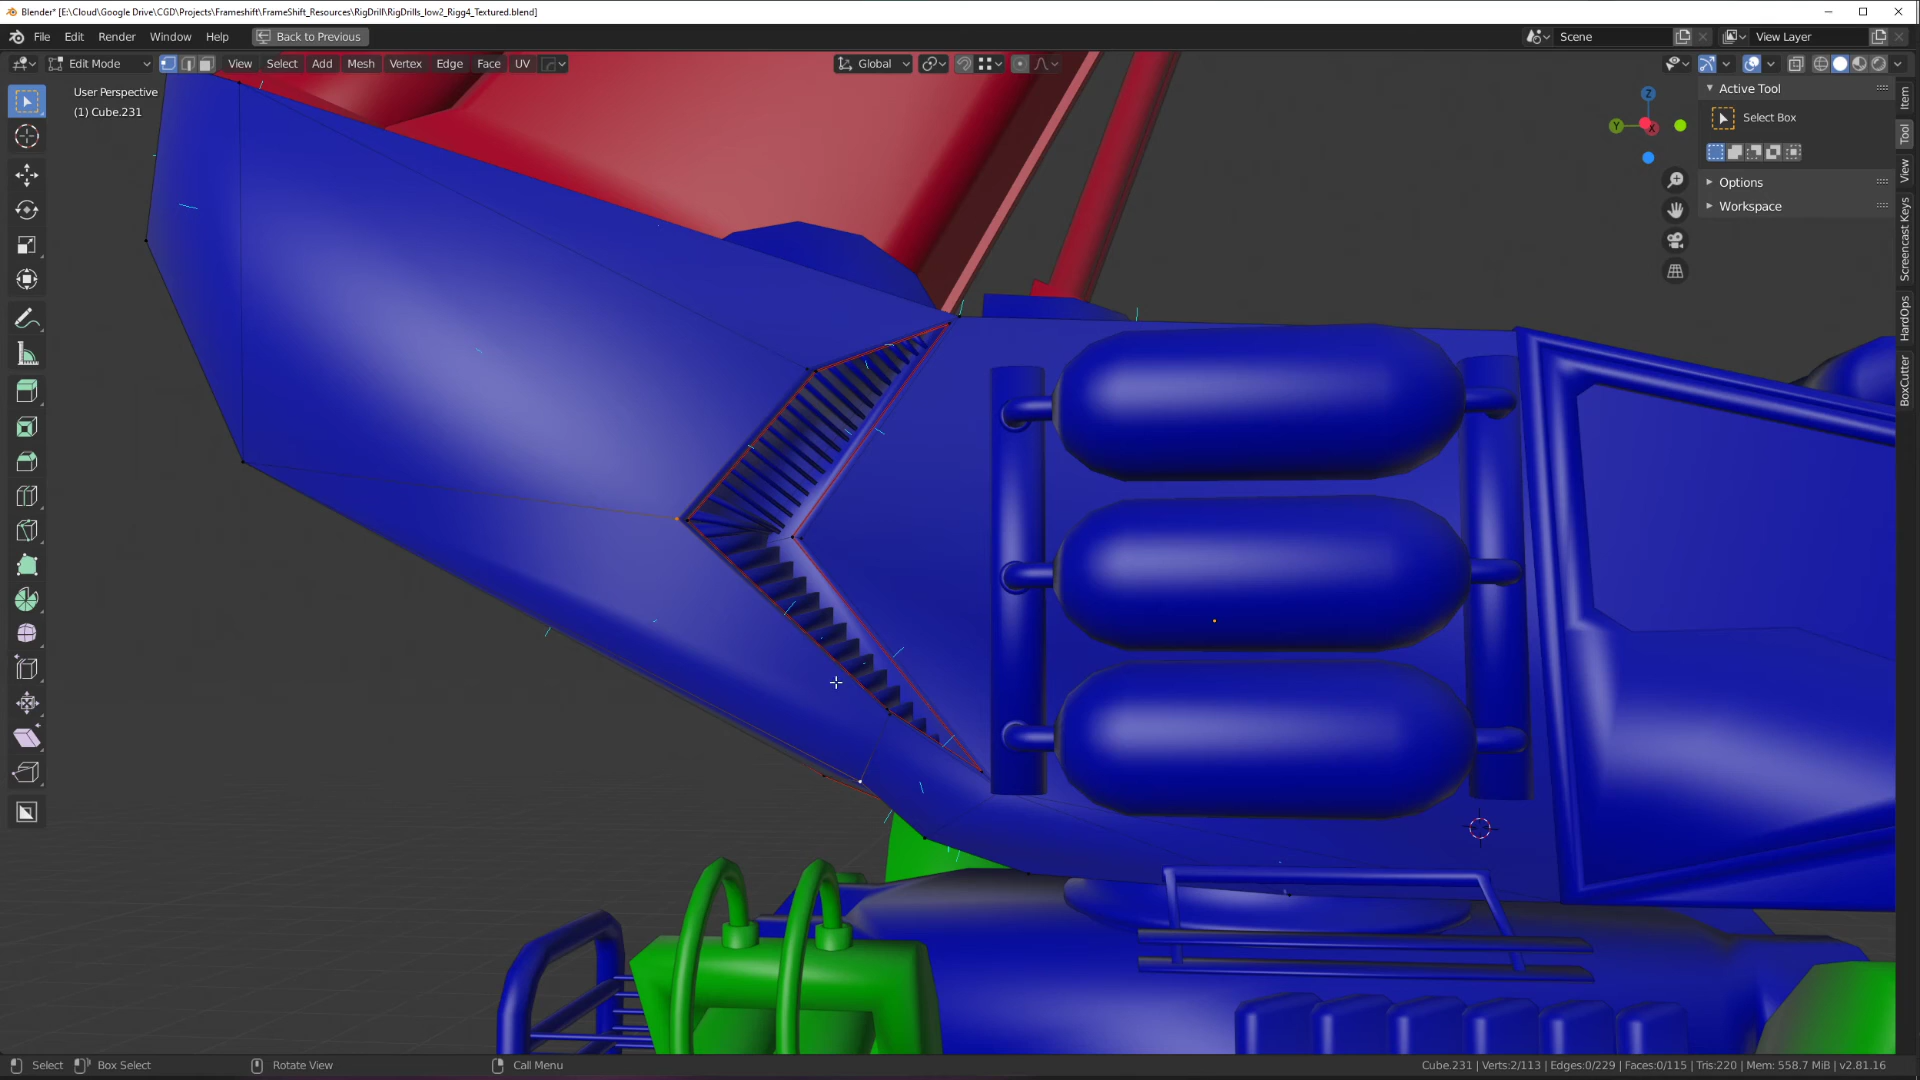 Blender* [E:\Cloud\Google Drive\CGD\Projects\Frameshift\FrameShift_Resources\RigDrill\RigDrills_low2_Rigg4_Textured.blend]
File Edit Render Window Help Back to Previous Scene View Layer
Edit Mode View Select Add Mesh Vertex Edge Face UV Global
User Perspective
(1) Cube.231
Z
Y
X
Active Tool
Select Box
Options
Workspace
Item
Tool
View
Screencast Keys
HardOps
BoxCutter
Select Box Select Rotate View Call Menu Cube.231 | Verts:2/113 | Edges:0/229 | Faces:0/115 | Tris:220 | Mem: 558.7 MiB | v2.81.16